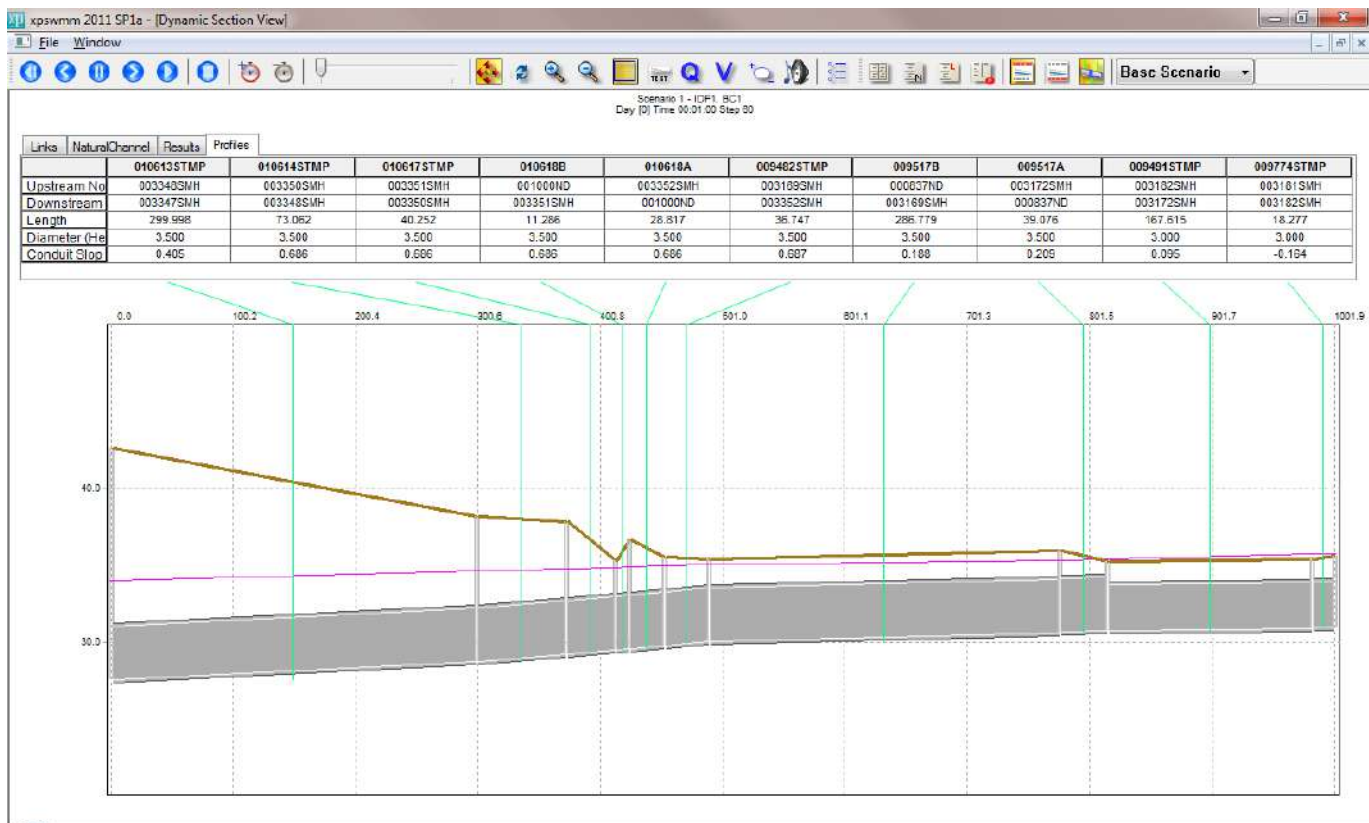 xpswmm 2011 SP1a - [Dynamic Section View]
File Window
TEXT Q V Base Scenario
Scenario 1 - IDF1, BC1
Day [0] Time 00:01:00 Step 60
Links NaturalChannel Results Profiles
010613STMP 010614STMP 010617STMP 010618B 010618A 009482STMP 009517B 009517A 009491STMP 009774STMP
Upstream No 003348SMH 003350SMH 003351SMH 001000ND 003352SMH 003169SMH 000837ND 003172SMH 003182SMH 003181SMH
Downstream 003347SMH 003348SMH 003350SMH 003351SMH 001000ND 003352SMH 003169SMH 000837ND 003172SMH 003182SMH
Length 299.998 73.062 40.252 11.286 28.817 36.747 286.779 39.076 167.615 18.277
Diameter (He 3.500 3.500 3.500 3.500 3.500 3.500 3.500 3.500 3.000 3.000
Conduit Slop 0.405 0.686 0.686 0.686 0.686 0.687 0.188 0.209 0.095 -0.164
0.0 100.2 200.4 300.6 400.8 501.0 601.1 701.3 801.5 901.7 1001.9
40.0
30.0